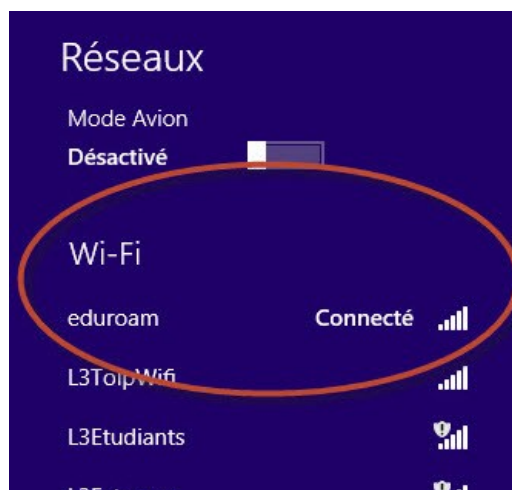 Réseaux
Mode Avion
Désactivé
Wi-Fi
eduroam Connecté
L3ToIpWifi
L3Etudiants